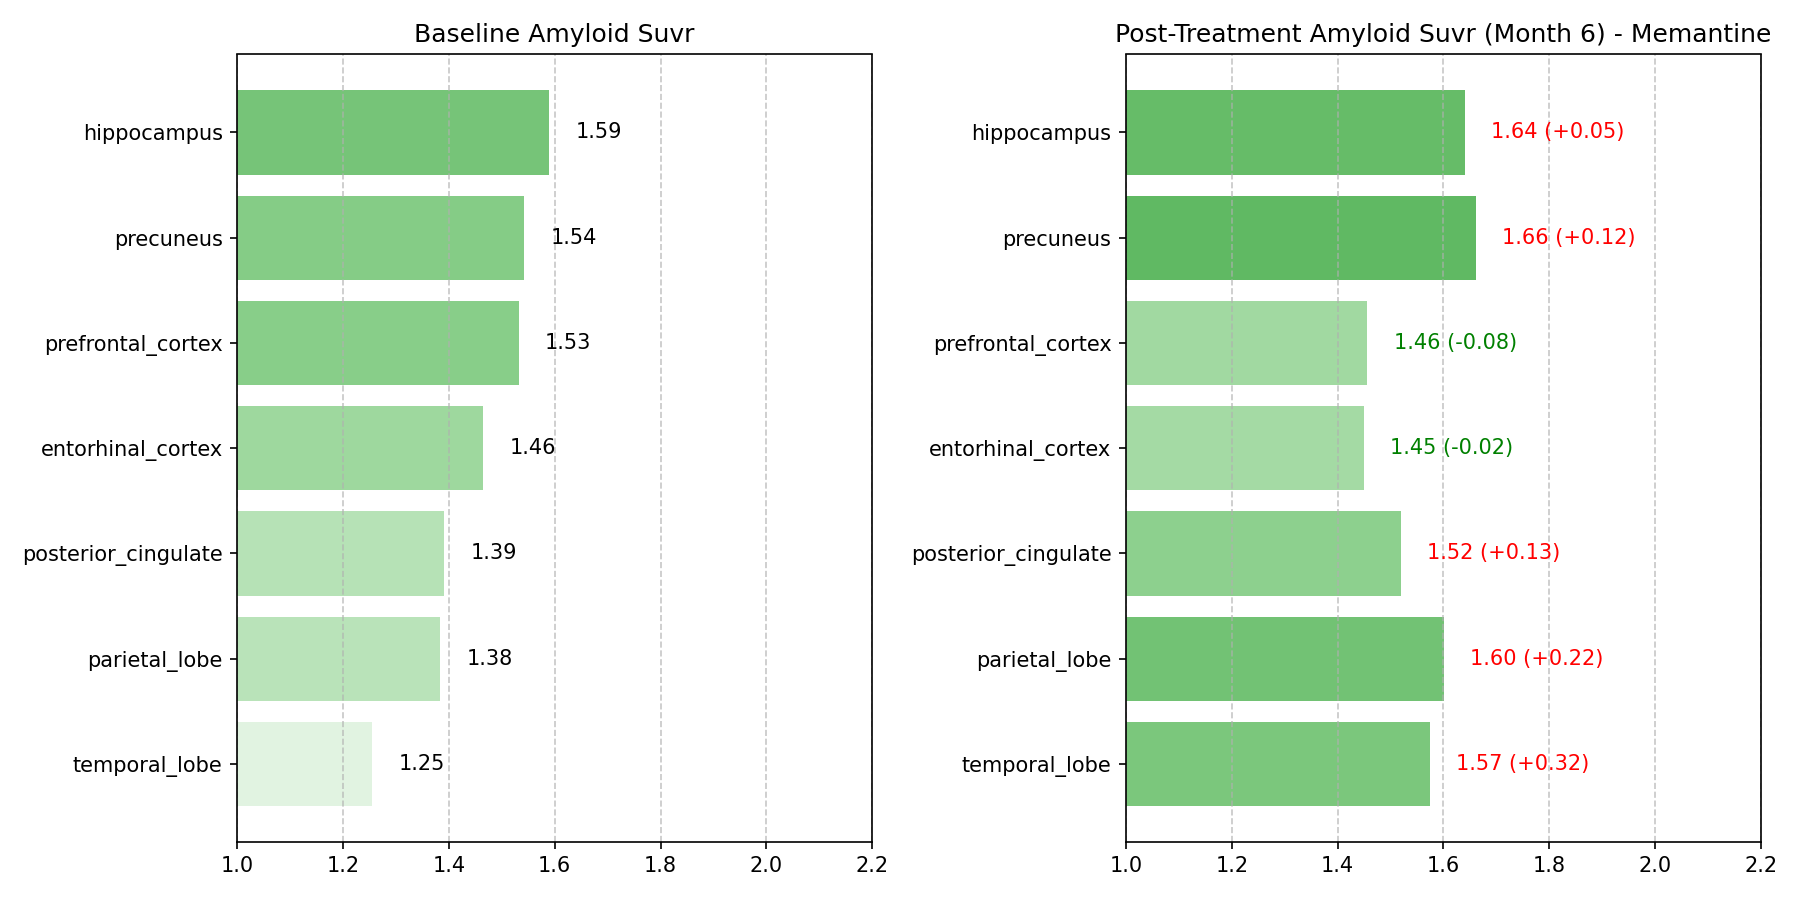 Baseline Amyloid Suvr
hippocampus 1.59
precuneus 1.54
prefrontal_cortex 1.53
entorhinal_cortex 1.46
posterior_cingulate 1.39
parietal_lobe 1.38
temporal_lobe 1.25
1.0 1.2 1.4 1.6 1.8 2.0 2.2
Post-Treatment Amyloid Suvr (Month 6) - Memantine
hippocampus 1.64 (+0.05)
precuneus 1.66 (+0.12)
prefrontal_cortex 1.46 (-0.08)
entorhinal_cortex 1.45 (-0.02)
posterior_cingulate 1.52 (+0.13)
parietal_lobe 1.60 (+0.22)
temporal_lobe 1.57 (+0.32)
1.0 1.2 1.4 1.6 1.8 2.0 2.2